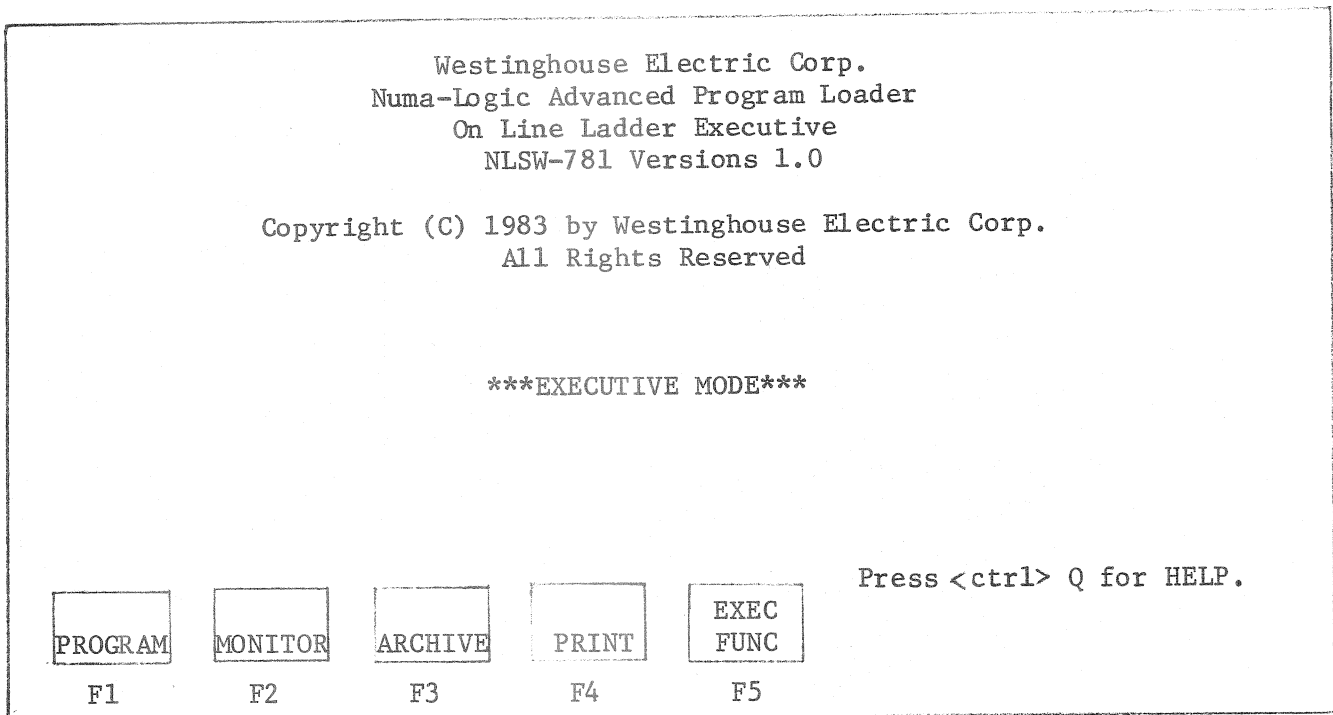 Westinghouse Electric Corp.
Numa-Logic Advanced Program Loader
On Line Ladder Executive
NLSW-781 Versions 1.0
Copyright (C) 1983 by Westinghouse Electric Corp.
All Rights Reserved
***EXECUTIVE MODE***
Press <ctrl> Q for HELP.
PROGRAM MONITOR ARCHIVE PRINT EXEC FUNC
F1 F2 F3 F4 F5